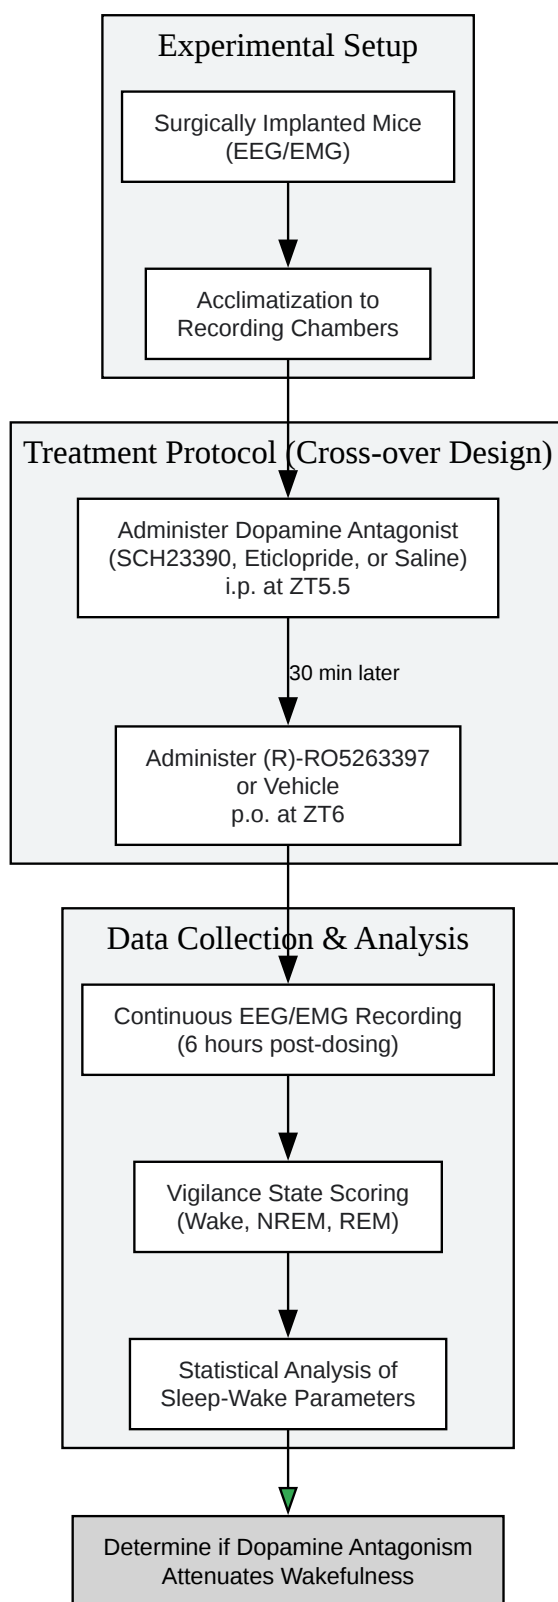 Experimental Setup
Surgically Implanted Mice
(EEG/EMG)
Acclimatization to
Recording Chambers
Treatment Protocol (Cross-over Design)
Administer Dopamine Antagonist
(SCH23390, Eticlopride, or Saline)
i.p. at ZT5.5
30 min later
Administer (R)-RO5263397
or Vehicle
p.o. at ZT6
Data Collection & Analysis
Continuous EEG/EMG Recording
(6 hours post-dosing)
Vigilance State Scoring
(Wake, NREM, REM)
Statistical Analysis of
Sleep-Wake Parameters
Determine if Dopamine Antagonism
Attenuates Wakefulness